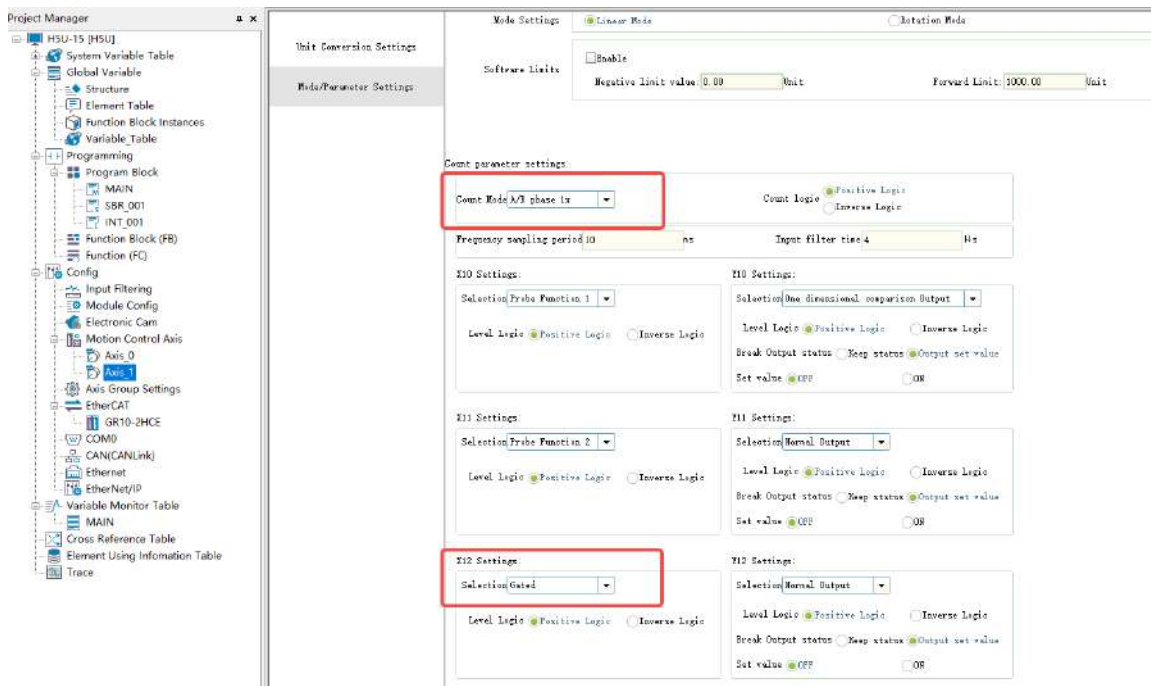 Project Manager
H5U-15 [H5U]
System Variable Table
Global Variable
Structure
Element Table
Function Block Instances
Variable_Table
Programming
Program Block
MAIN
SBR_001
INT_001
Function Block (FB)
Function (FC)
Config
Input Filtering
Module Config
Electronic Cam
Motion Control Axis
Axis_0
Axis_1
Axis Group Settings
EtherCAT
GR10-2HCE
COM0
CAN(CANLink)
Ethernet
EtherNet/IP
Variable Monitor Table
MAIN
Cross Reference Table
Element Using Infomation Table
Trace
Unit Conversion Settings
Mode/Parameter Settings
Mode Settings Linear Mode Rotation Mode
Software Limits
Enable
Negative limit value: 0.00 Unit Forward Limit: 1000.00 Unit
Count parameter settings:
Count Mode A/B phase 1x Count logic Positive Logic
Inverse Logic
Frequency sampling period 10 ms Input filter time 4
X10 Settings:
Selection Probe Function 1
Level Logic Positive Logic Inverse Logic
Y10 Settings:
Selection One dimensional comparison Output
Level Logic Positive Logic Inverse Logic
Break Output status Keep status Output set value
Set value OFF ON
X11 Settings:
Selection Probe Function 2
Level Logic Positive Logic Inverse Logic
Y11 Settings:
Selection Normal Output
Level Logic Positive Logic Inverse Logic
Break Output status Keep status Output set value
Set value OFF ON
X12 Settings:
Selection Gated
Level Logic Positive Logic Inverse Logic
Y12 Settings:
Selection Normal Output
Level Logic Positive Logic Inverse Logic
Break Output status Keep status Output set value
Set value OFF ON